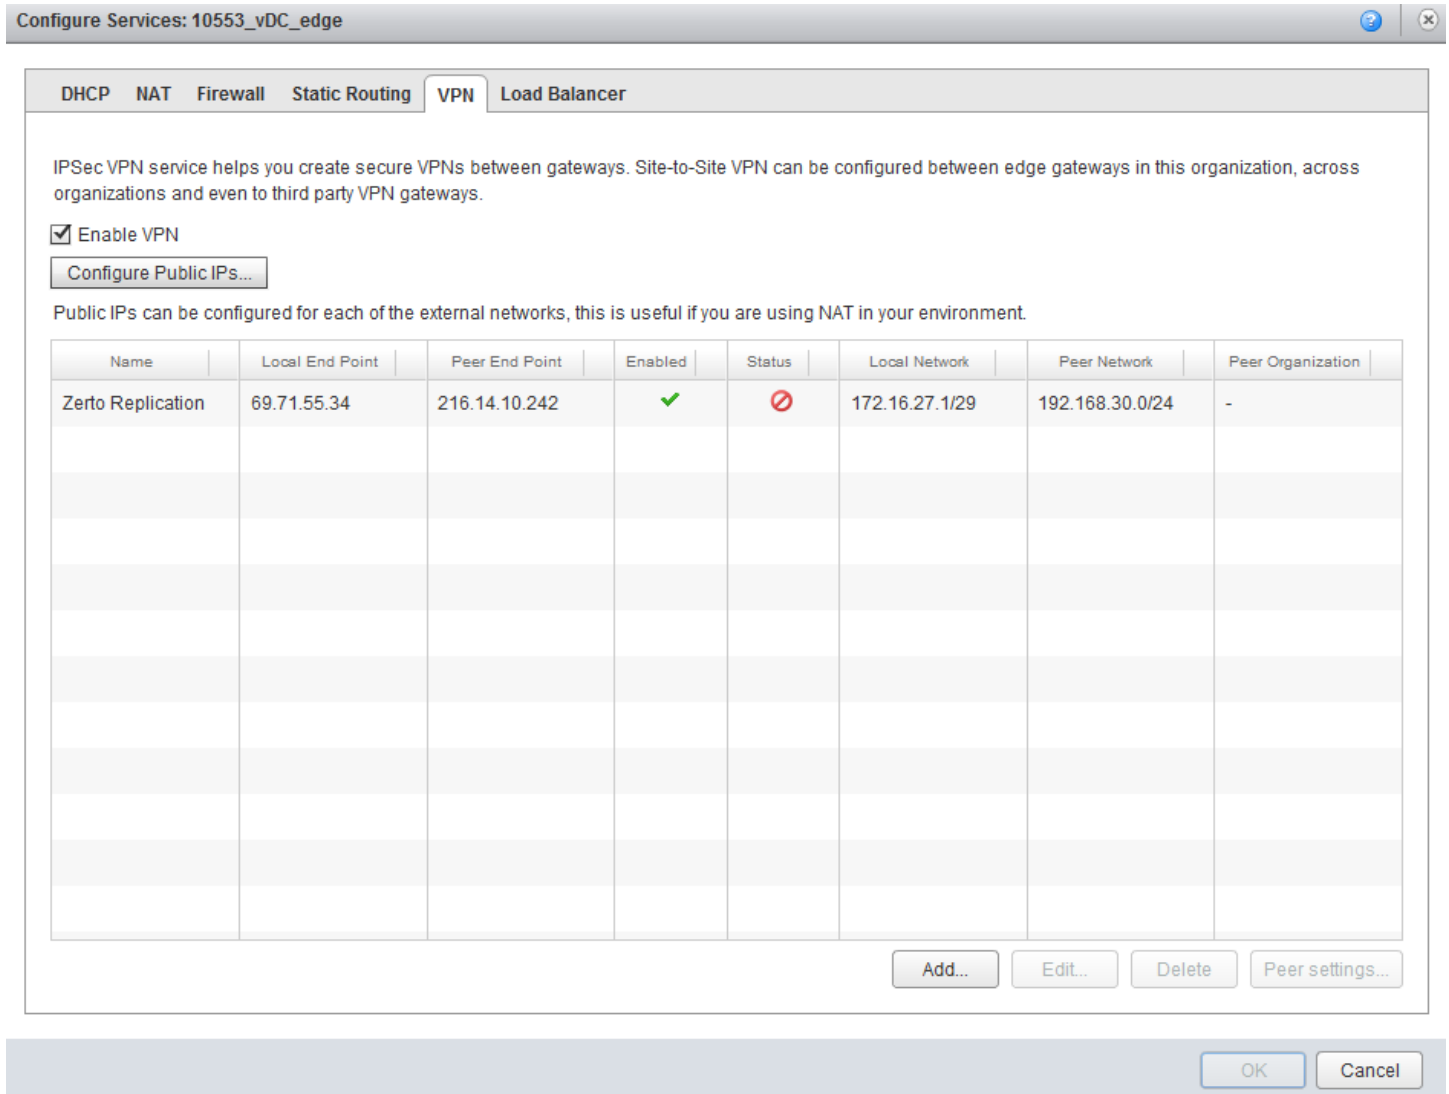 Configure Services: 10553_vDC_edge
DHCP NAT Firewall Static Routing VPN Load Balancer
IPSec VPN service helps you create secure VPNs between gateways. Site-to-Site VPN can be configured between edge gateways in this organization, across
organizations and even to third party VPN gateways.
Enable VPN
Configure Public IPs...
Public IPs can be configured for each of the external networks, this is useful if you are using NAT in your environment.
Name Local End Point Peer End Point Enabled Status Local Network Peer Network Peer Organization
Zerto Replication 69.71.55.34 216.14.10.242 172.16.27.1/29 192.168.30.0/24 -
Add... Edit... Delete Peer settings...
OK Cancel